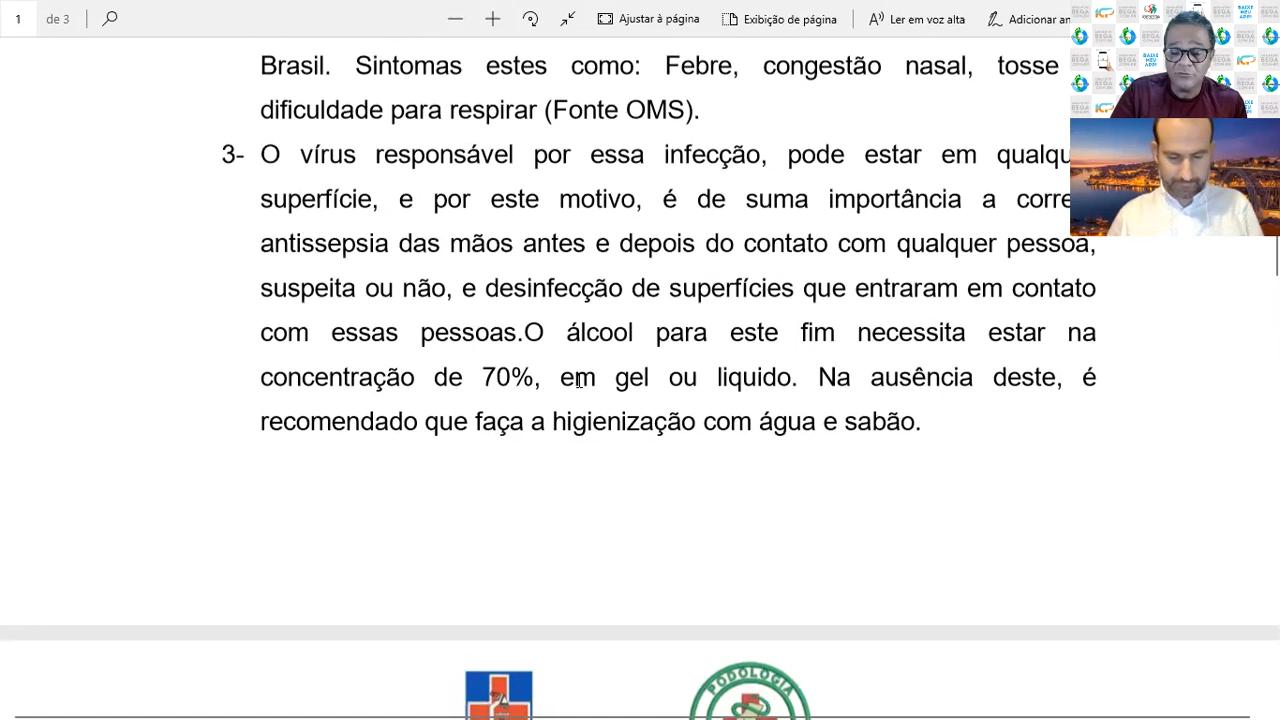 1 de 3 Ajustar à página Exibição de página Ler em voz alta Adicionar
Brasil. Sintomas estes como: Febre, congestão nasal, tosse
dificuldade para respirar (Fonte OMS).
3- O vírus responsável por essa infecção, pode estar em
superfície, e por este motivo, é de suma importância a
antissepsia das mãos antes e depois do contato com qualquer pessoa,
suspeita ou não, e desinfecção de superfícies que entraram em contato
com essas pessoas.O álcool para este fim necessita estar na
concentração de 70%, em gel ou liquido. Na ausência deste, é
recomendado que faça a higienização com água e sabão.
PODOLOGIA